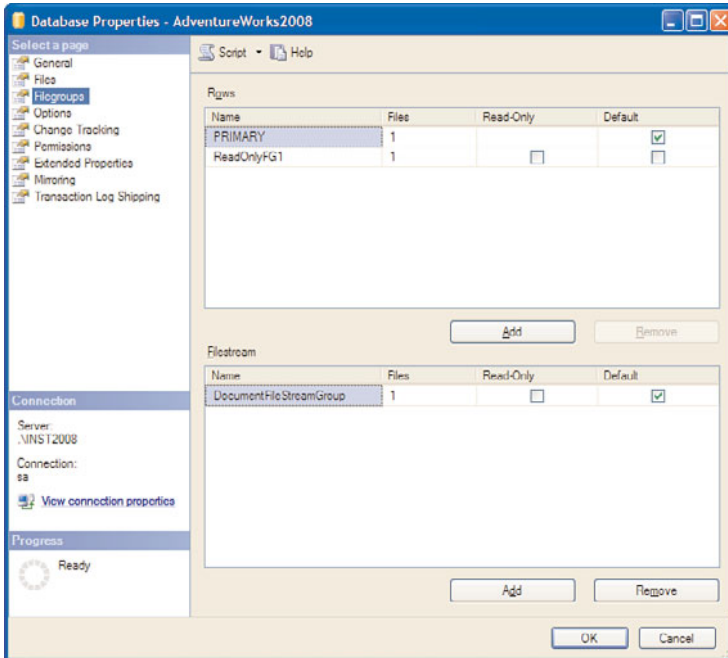 Database Properties - AdventureWorks2008
Select a page
General
Files
Filegroups
Options
Change Tracking
Permissions
Extended Properties
Mirroring
Transaction Log Shipping
Script Help
Rows
Name Files Read-Only Default
PRIMARY 1
ReadOnlyFG1 1
Add Remove
Filestream
Name Files Read-Only Default
DocumentFileStreamGroup 1
Connection
Server:
.\INST2008
Connection:
sa
View connection properties
Progress
Ready
Add Remove
OK Cancel